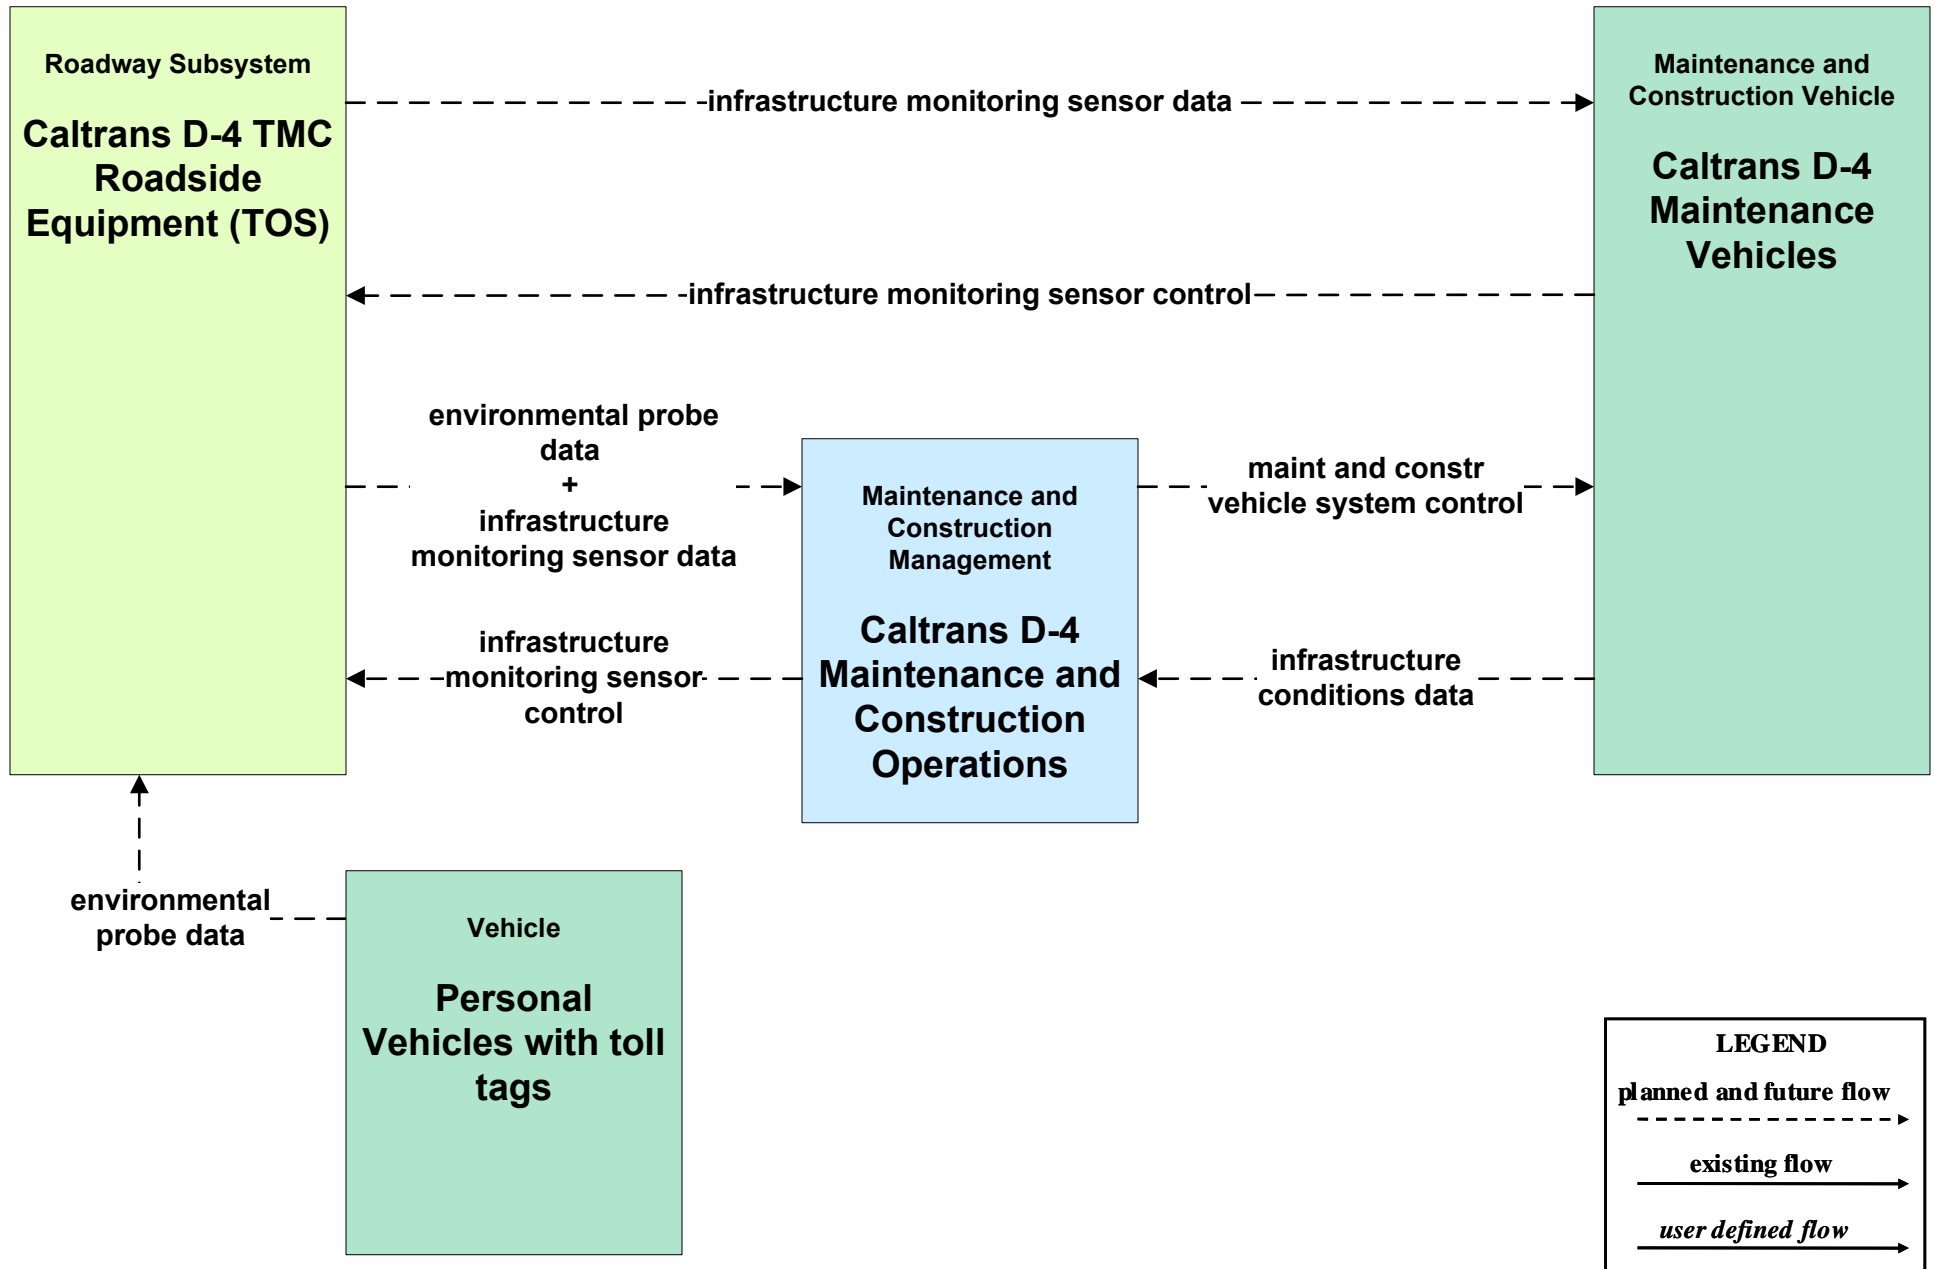 Roadway Subsystem
Caltrans D-4 TMC
Roadside
Equipment (TOS)
infrastructure monitoring sensor data
Maintenance and
Construction Vehicle
Caltrans D-4
Maintenance
Vehicles
infrastructure monitoring sensor control
environmental probe
data
+
infrastructure
monitoring sensor data
Maintenance and
Construction
Management
Caltrans D-4
Maintenance and
Construction
Operations
maint and constr
vehicle system control
infrastructure
monitoring sensor
control
infrastructure
conditions data
environmental
probe data
Vehicle
Personal
Vehicles with toll
tags
LEGEND
planned and future flow
existing flow
user defined flow